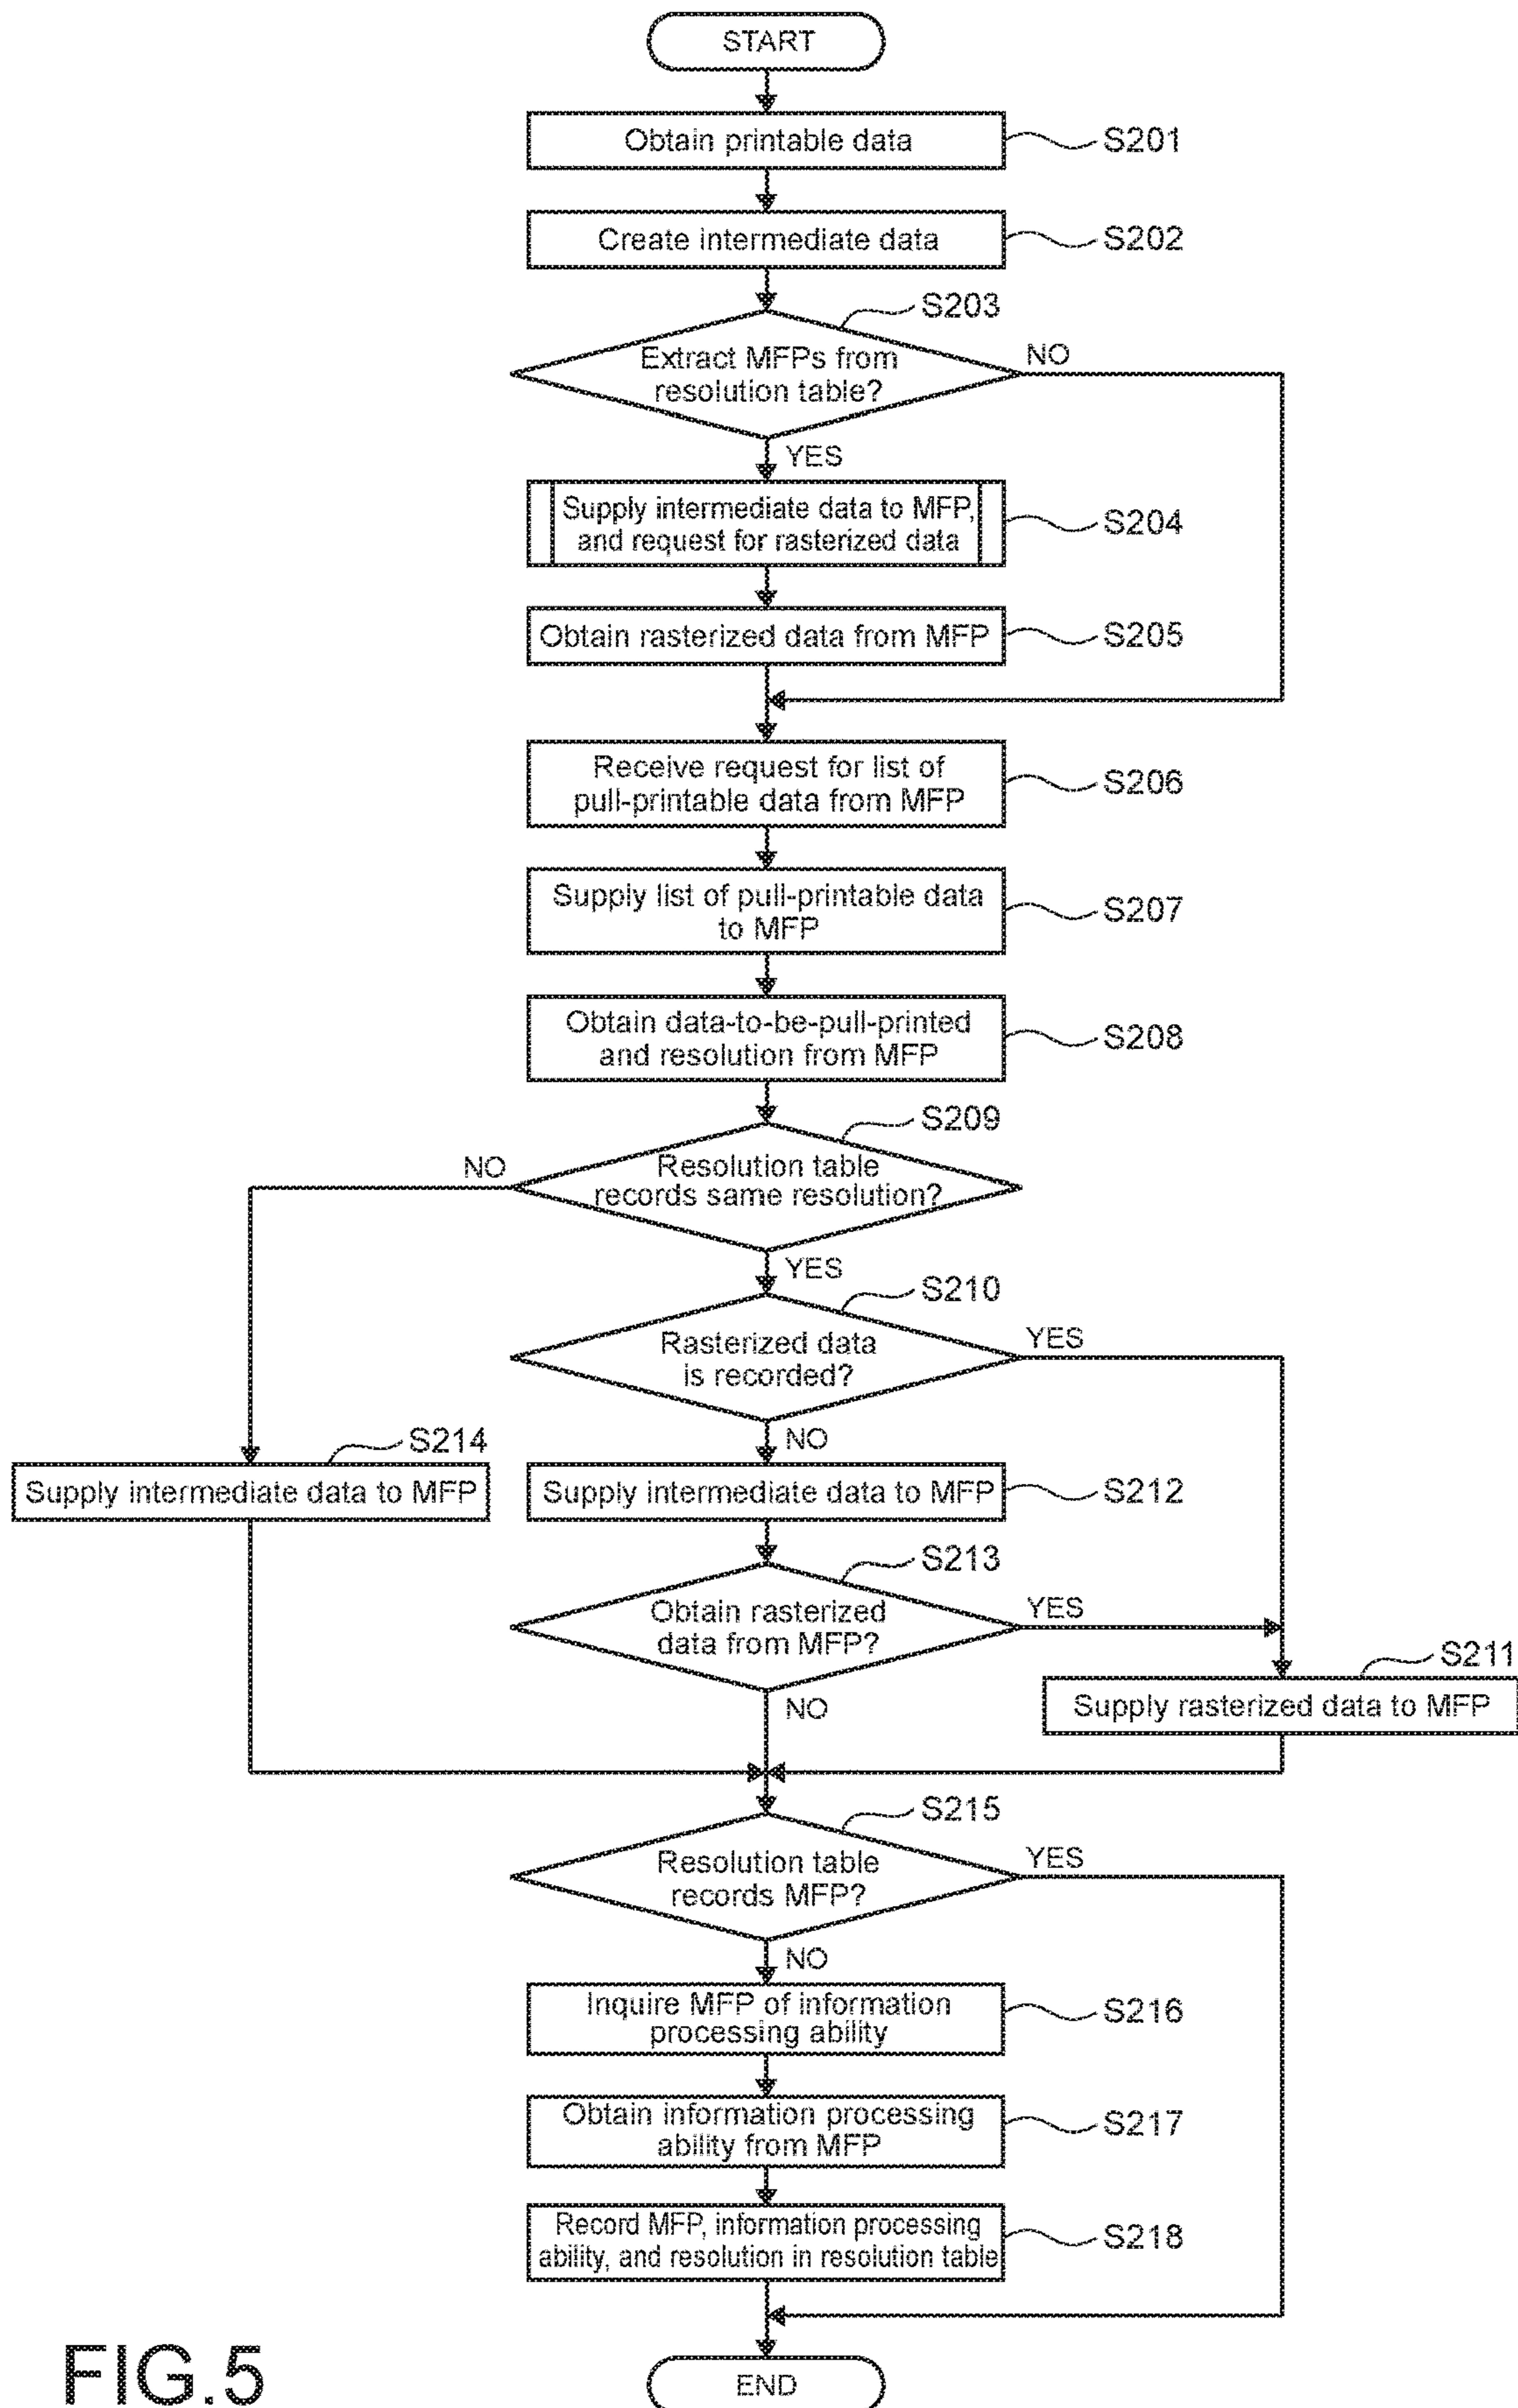 START
Obtain printable data
S201
Create intermediate data
S202
S203
Extract MFPs from
resolution table?
NO
YES
Supply intermediate data to MFP,
and request for rasterized data
S204
Obtain rasterized data from MFP
S205
Receive request for list of
pull-printable data from MFP
S206
Supply list of pull-printable data
to MFP
S207
Obtain data-to-be-pull-printed
and resolution from MFP
S208
S209
NO
Resolution table
records same resolution?
YES
S210
Rasterized data
is recorded?
YES
NO
S214
Supply intermediate data to MFP
Supply intermediate data to MFP
S212
S213
Obtain rasterized
data from MFP?
YES
NO
S211
Supply rasterized data to MFP
S215
Resolution table
records MFP?
YES
NO
Inquire MFP of information
processing ability
S216
Obtain information processing
ability from MFP
S217
Record MFP, information processing
ability, and resolution in resolution table
S218
END
FIG.5